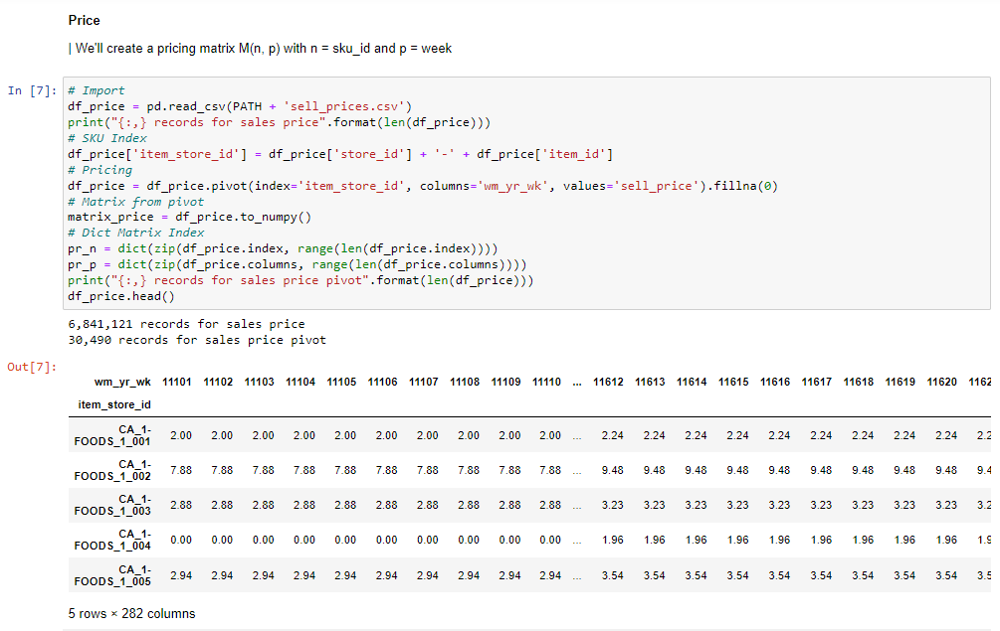 Price
| We'll create a pricing matrix M(n, p) with n = sku_id and p = week
In [7]:
# Import
df_price = pd.read_csv(PATH + 'sell_prices.csv')
print("{:,} records for sales price".format(len(df_price)))
# SKU Index
df_price['item_store_id'] = df_price['store_id'] + '-' + df_price['item_id']
# Pricing
df_price = df_price.pivot(index='item_store_id', columns='wm_yr_wk', values='sell_price').fillna(0)
# Matrix from pivot
matrix_price = df_price.to_numpy()
# Dict Matrix Index
pr_n = dict(zip(df_price.index, range(len(df_price.index))))
pr_p = dict(zip(df_price.columns, range(len(df_price.columns))))
print("{:,} records for sales price pivot".format(len(df_price)))
df_price.head()
6,841,121 records for sales price
30,490 records for sales price pivot
Out[7]:
wm_yr_wk 11101 11102 11103 11104 11105 11106 11107 11108 11109 11110 ... 11612 11613 11614 11615 11616 11617 11618 11619 11620 1162
item_store_id
CA_1-
FOODS_1_001 2.00 2.00 2.00 2.00 2.00 2.00 2.00 2.00 2.00 2.00 ... 2.24 2.24 2.24 2.24 2.24 2.24 2.24 2.24 2.24 2.2
CA_1-
FOODS_1_002 7.88 7.88 7.88 7.88 7.88 7.88 7.88 7.88 7.88 7.88 ... 9.48 9.48 9.48 9.48 9.48 9.48 9.48 9.48 9.48 9.4
CA_1-
FOODS_1_003 2.88 2.88 2.88 2.88 2.88 2.88 2.88 2.88 2.88 2.88 ... 3.23 3.23 3.23 3.23 3.23 3.23 3.23 3.23 3.23 3.2
CA_1-
FOODS_1_004 0.00 0.00 0.00 0.00 0.00 0.00 0.00 0.00 0.00 0.00 ... 1.96 1.96 1.96 1.96 1.96 1.96 1.96 1.96 1.96 1.9
CA_1-
FOODS_1_005 2.94 2.94 2.94 2.94 2.94 2.94 2.94 2.94 2.94 2.94 ... 3.54 3.54 3.54 3.54 3.54 3.54 3.54 3.54 3.54 3.5
5 rows × 282 columns